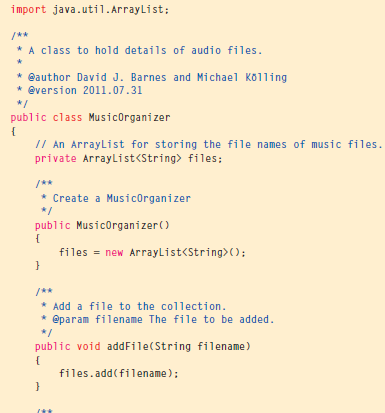 import java.util.ArrayList;
/**
 * A class to hold details of audio files.
 *
 * @author David J. Barnes and Michael Kölling
 * @version 2011.07.31
 */
public class MusicOrganizer
{
    // An ArrayList for storing the file names of music files.
    private ArrayList<String> files;
    /**
     * Create a MusicOrganizer
     */
    public MusicOrganizer()
    {
        files = new ArrayList<String>();
    }
    /**
     * Add a file to the collection.
     * @param filename The file to be added.
     */
    public void addFile(String filename)
    {
        files.add(filename);
    }
    /**